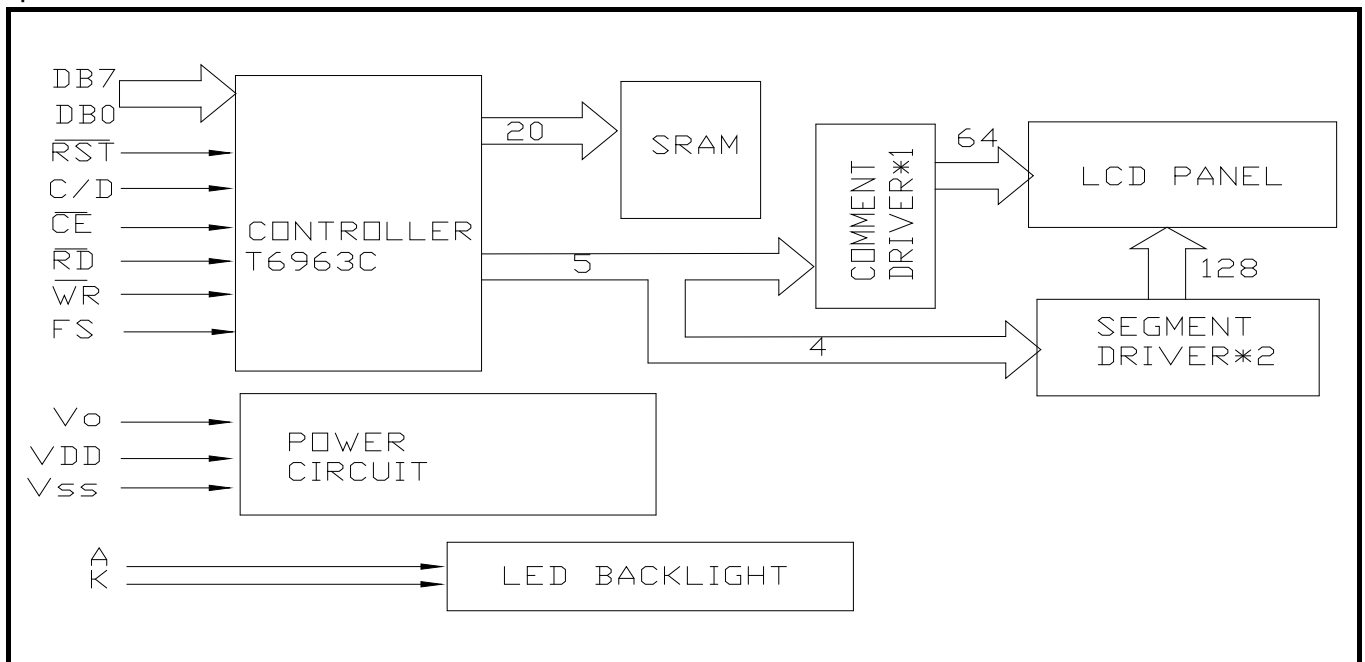 DB7
DB0
RST
C/D
CE
RD
WR
FS
CONTROLLER
T6963C
20
SRAM
5
4
COMMENT
DRIVER*1
64
LCD PANEL
128
SEGMENT
DRIVER*2
Vo
VDD
Vss
POWER
CIRCUIT
A
K
LED BACKLIGHT